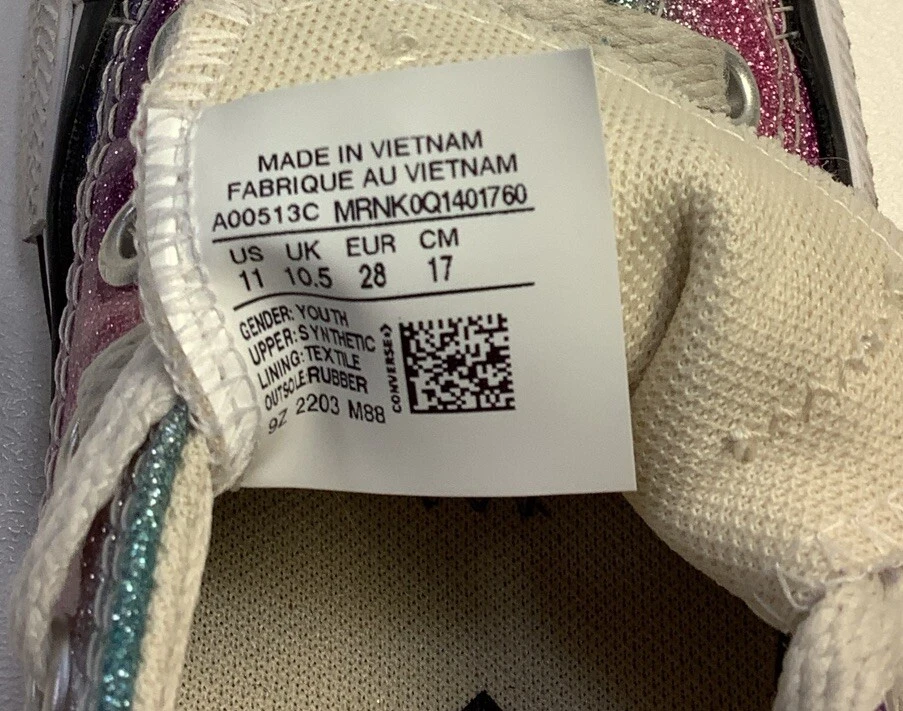 MADE IN VIETNAM
FABRIQUE AU VIETNAM
A00513C MRNK0Q1401760
US UK EUR CM
11 10.5 28 17
GENDER: YOUTH
UPPER: SYNTHETIC
LINING: TEXTILE
OUTSOLE RUBBER
9Z 2203 M88
CONVERSE